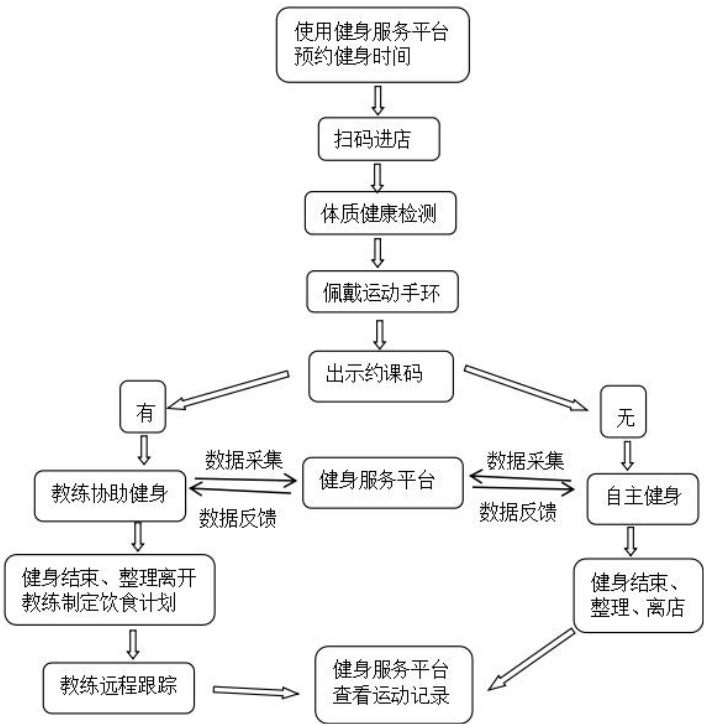 使用健身服务平台
预约健身时间
扫码进店
体质健康检测
佩戴运动手环
出示约课码
有
无
数据采集
数据采集
教练协助健身
健身服务平台
自主健身
数据反馈
数据反馈
健身结束、整理离开
教练制定饮食计划
健身结束、
整理、离店
教练远程跟踪
健身服务平台
查看运动记录